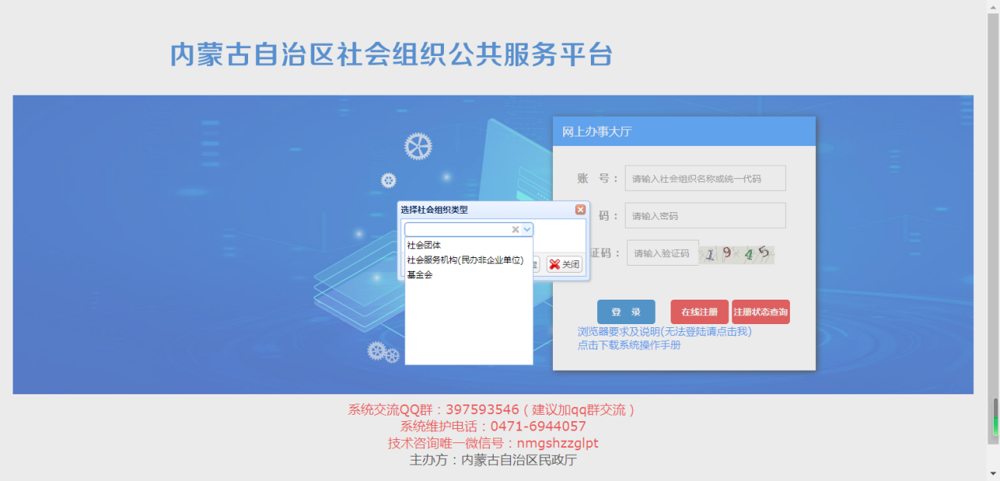 内蒙古自治区社会组织公共服务平台
网上办事大厅
账 号：
请输入社会组织名称或统一代码
码：
请输入密码
证码：
请输入验证码
1945
选择社会组织类型
社会团体
社会服务机构(民办非企业单位)
基金会
关闭
登 录
在线注册
注册状态查询
浏览器要求及说明(无法登陆请点击我)
点击下载系统操作手册
系统交流QQ群：397593546（建议加qq群交流）
系统维护电话：0471-6944057
技术咨询唯一微信号：nmgshzzglpt
主办方：内蒙古自治区民政厅